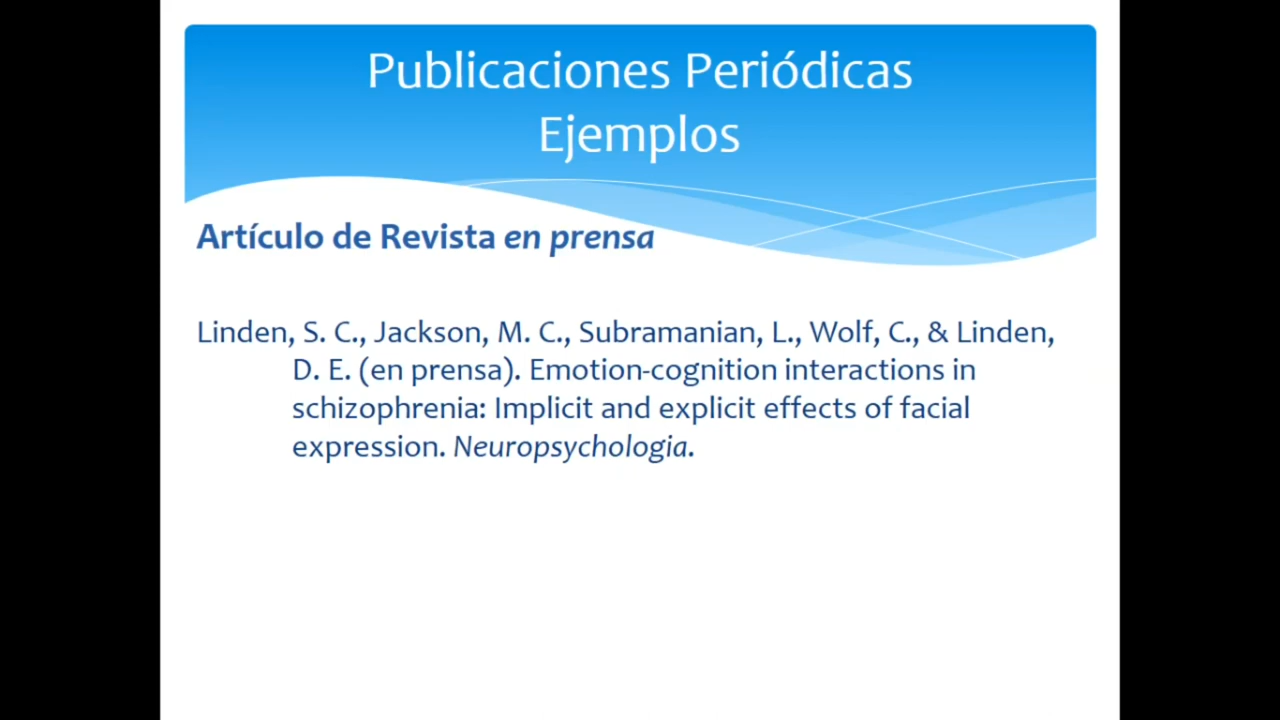 Publicaciones Periódicas
Ejemplos
Artículo de Revista en prensa
Linden, S. C., Jackson, M. C., Subramanian, L., Wolf, C., & Linden,
D. E. (en prensa). Emotion-cognition interactions in
schizophrenia: Implicit and explicit effects of facial
expression. Neuropsychologia.